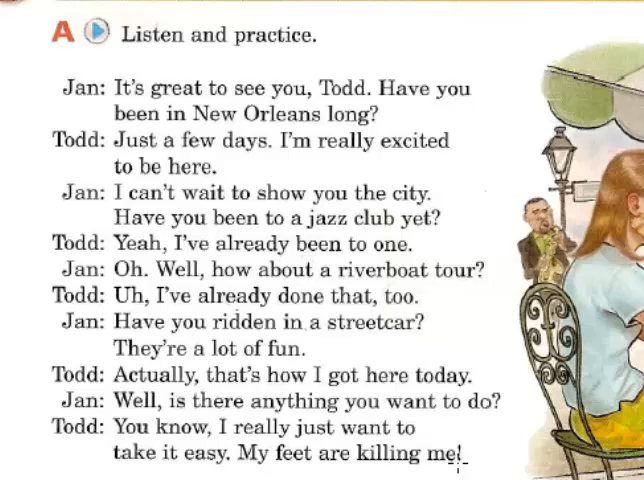 A Listen and practice.
Jan: It's great to see you, Todd. Have you
been in New Orleans long?
Todd: Just a few days. I'm really excited
to be here.
Jan: I can't wait to show you the city.
Have you been to a jazz club yet?
Todd: Yeah, I've already been to one.
Jan: Oh. Well, how about a riverboat tour?
Todd: Uh, I've already done that, too.
Jan: Have you ridden in a streetcar?
They're a lot of fun.
Todd: Actually, that's how I got here today.
Jan: Well, is there anything you want to do?
Todd: You know, I really just want to
take it easy. My feet are killing me!